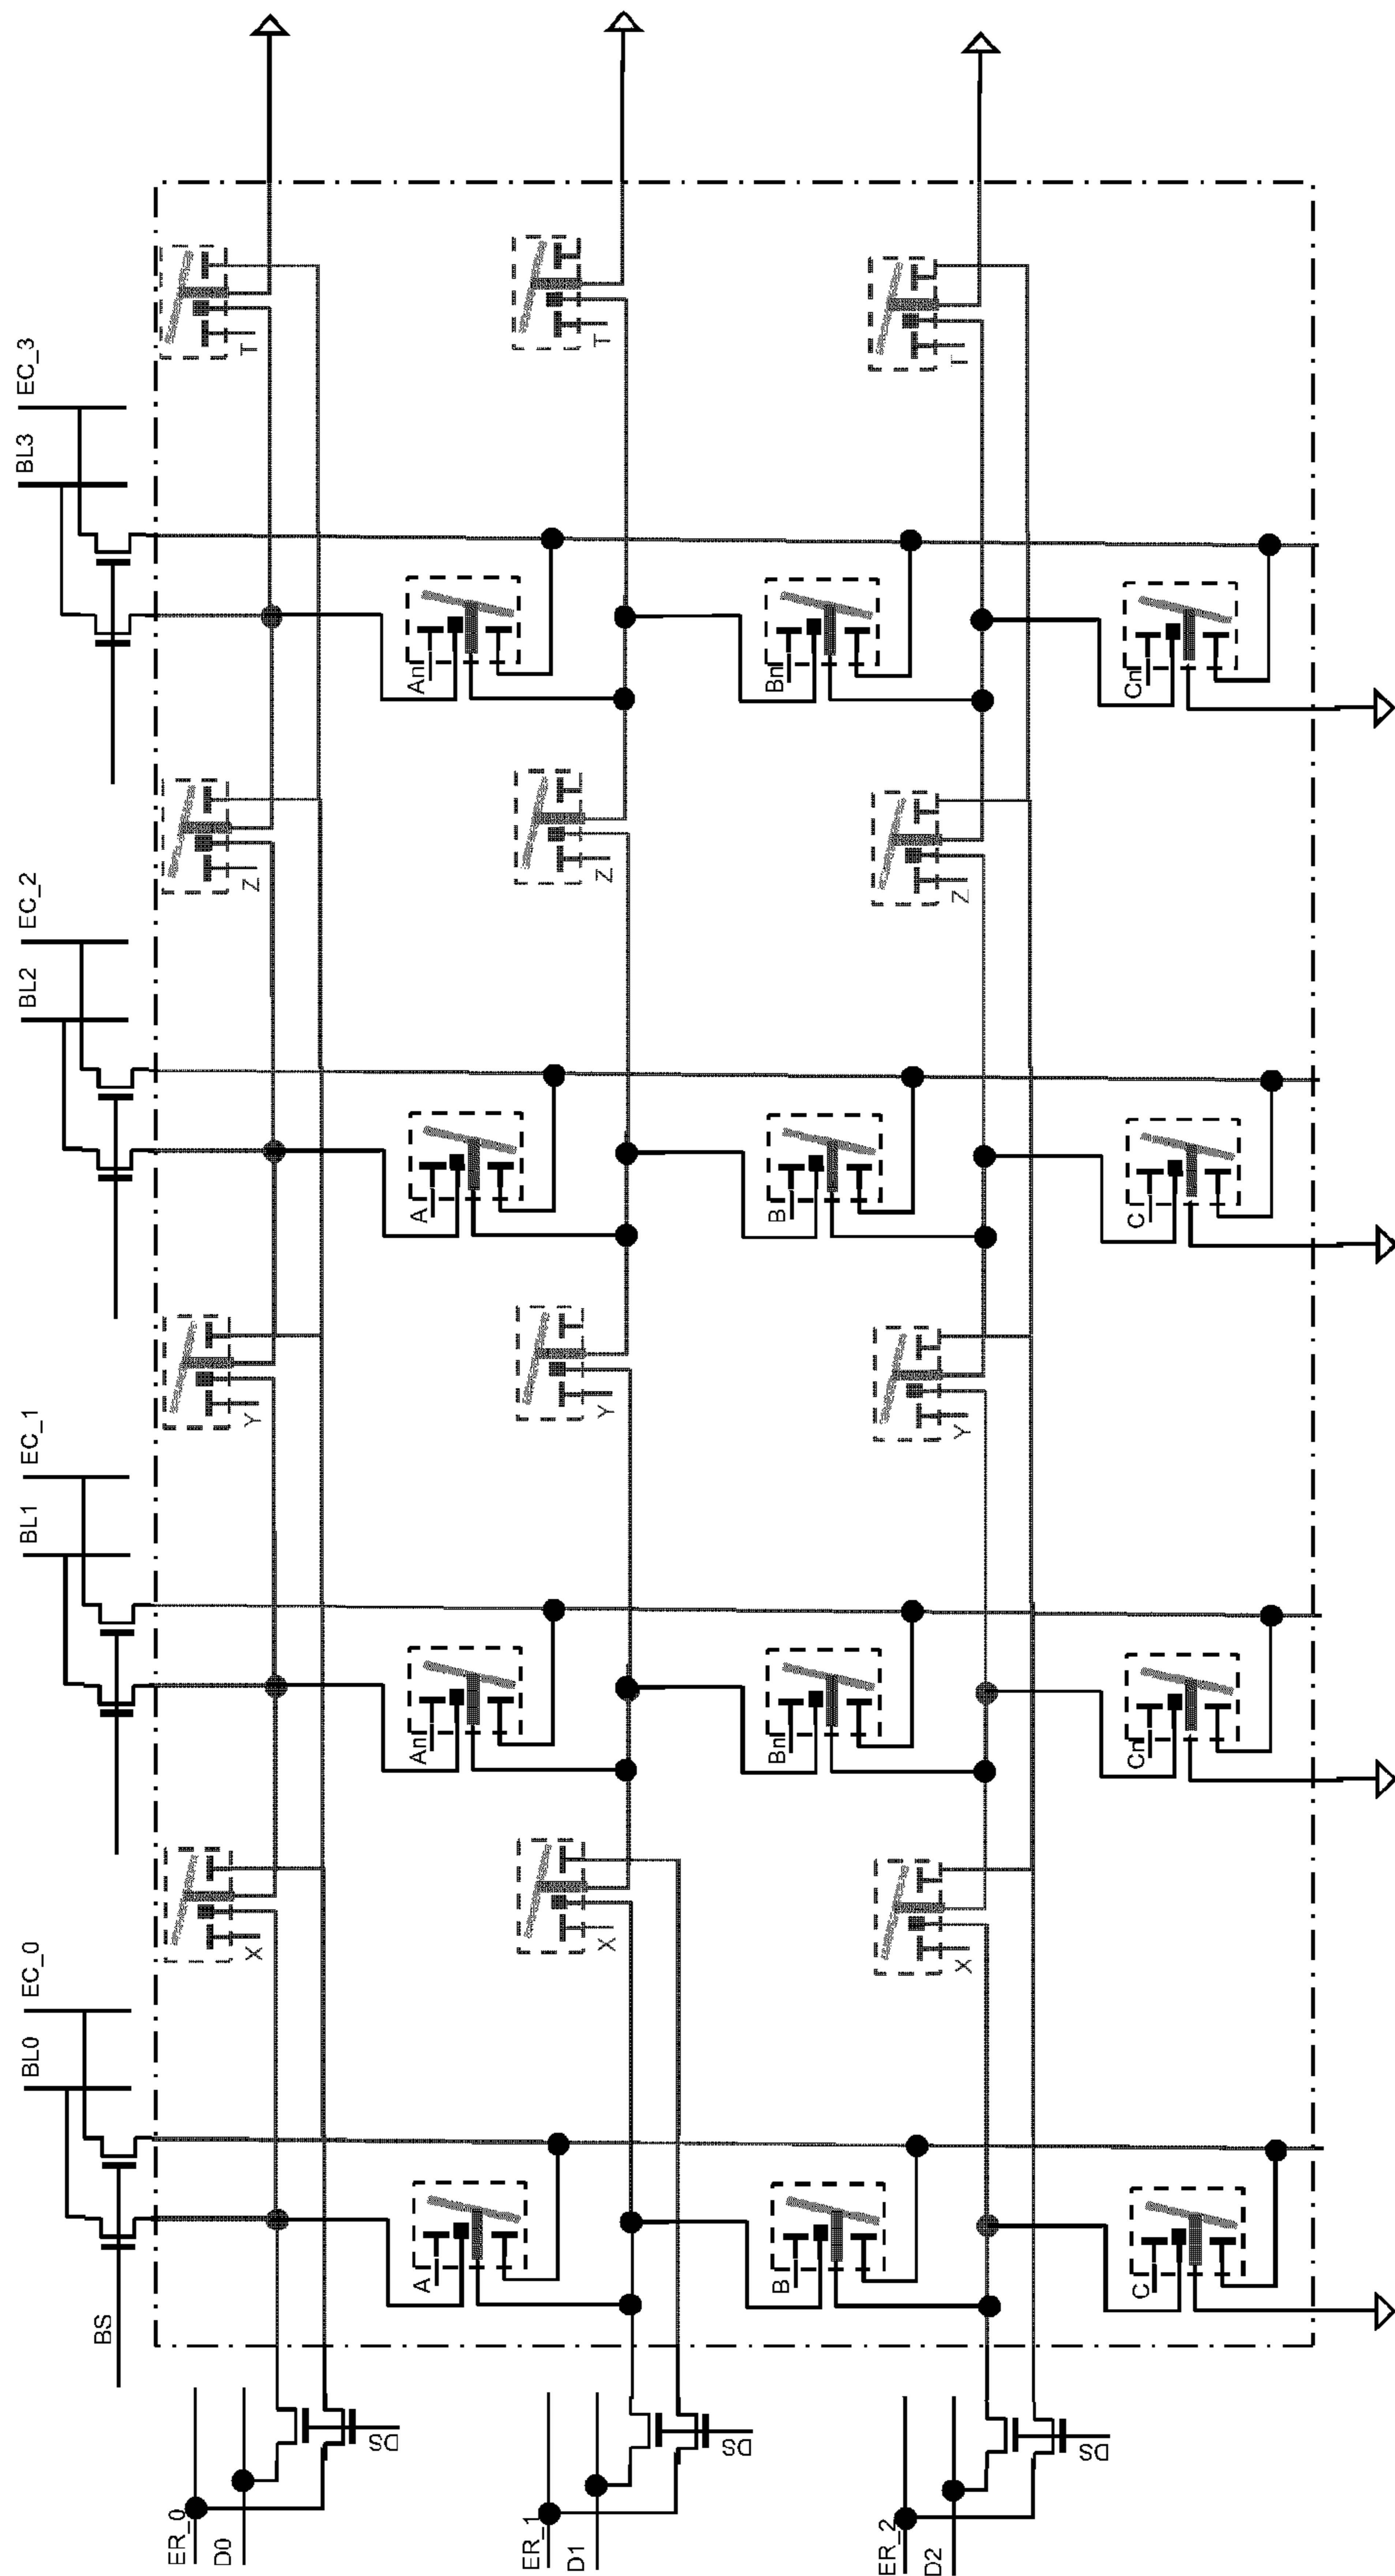 BS
BL0
EC_0
BL1
EC_1
BL2
EC_2
BL3
EC_3
ER_0
D0
DS
X
Y
Z
T
A
An
A
An
ER_1
D1
DS
X
Y
Z
T
B
Bn
B
Bn
ER_2
D2
DS
X
Y
Z
T
C
Cn
C
Cn